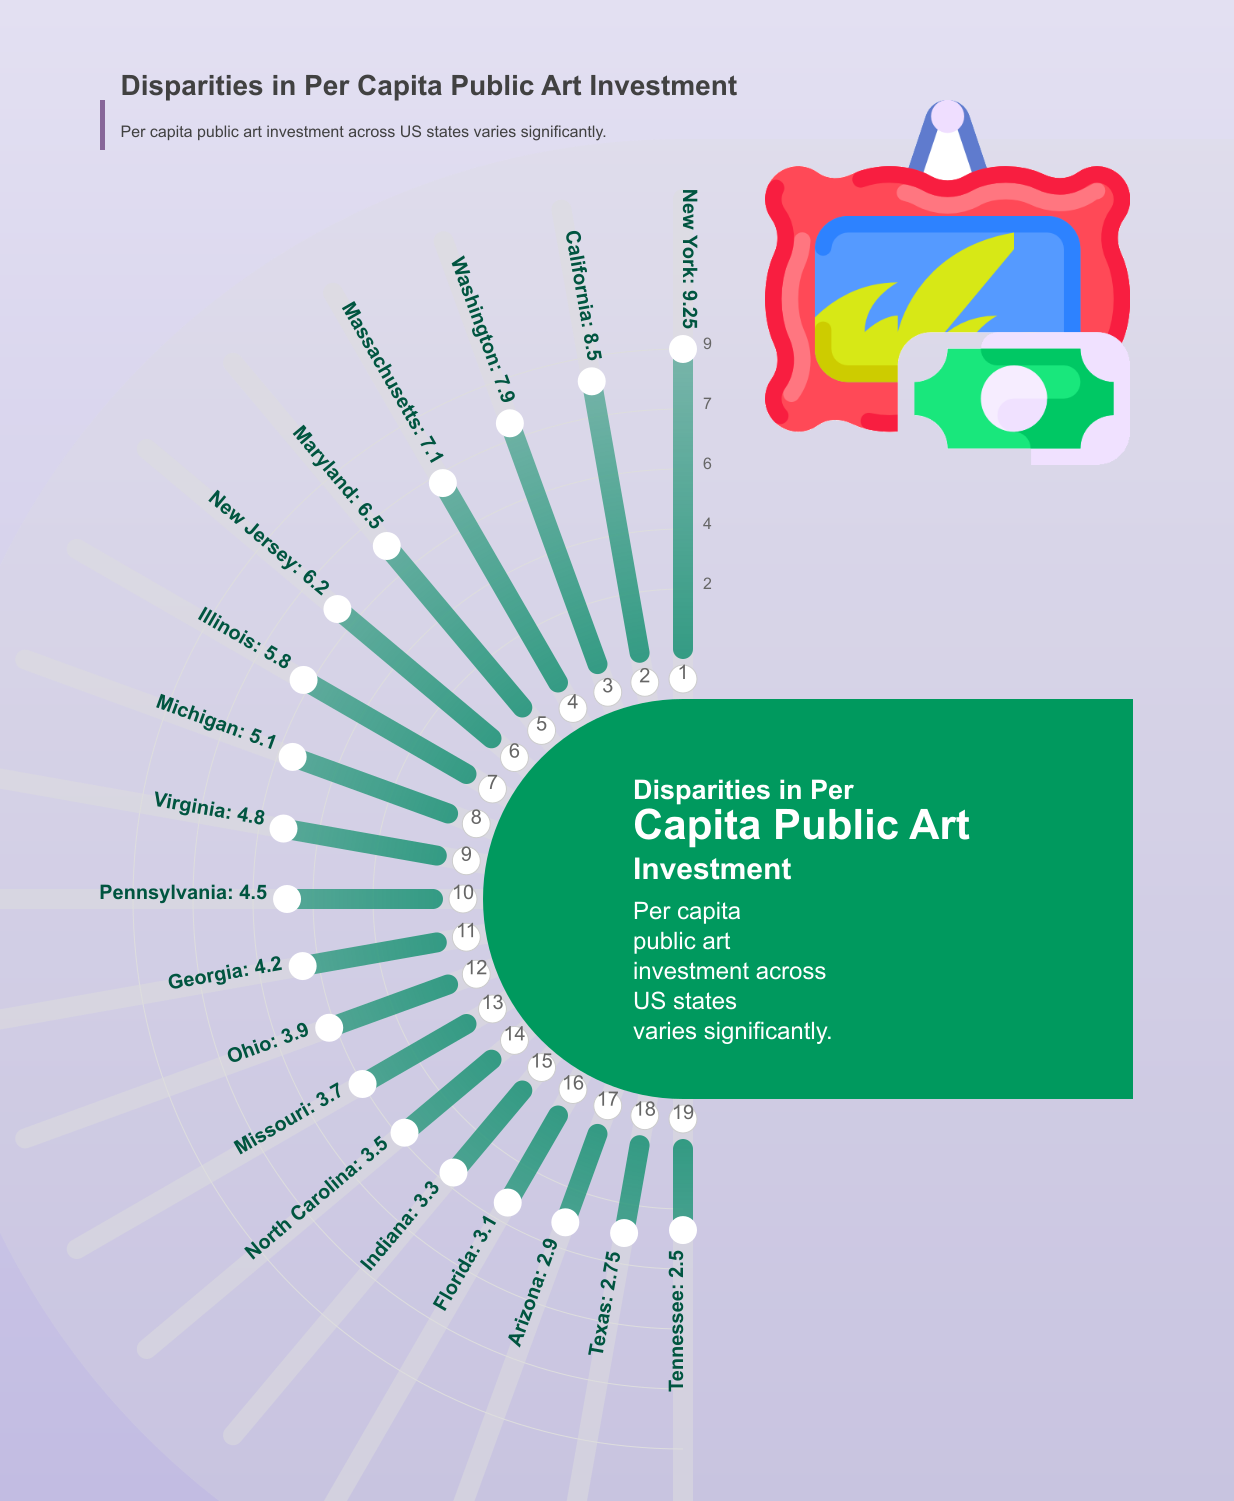 Disparities in Per Capita Public Art Investment
Per capita public art investment across US states varies significantly.
New York: 9.25
California: 8.5
Washington: 7.9
Massachusetts: 7.1
Maryland: 6.5
New Jersey: 6.2
Illinois: 5.8
Michigan: 5.1
Virginia: 4.8
Pennsylvania: 4.5
Georgia: 4.2
Ohio: 3.9
Missouri: 3.7
North Carolina: 3.5
Indiana: 3.3
Florida: 3.1
Arizona: 2.9
Texas: 2.75
Tennessee: 2.5
9
7
6
4
2
1
2
3
4
5
6
7
8
9
10
11
12
13
14
15
16
17
18
19
Disparities in Per
Capita Public Art
Investment
Per capita
public art
investment across
US states
varies significantly.